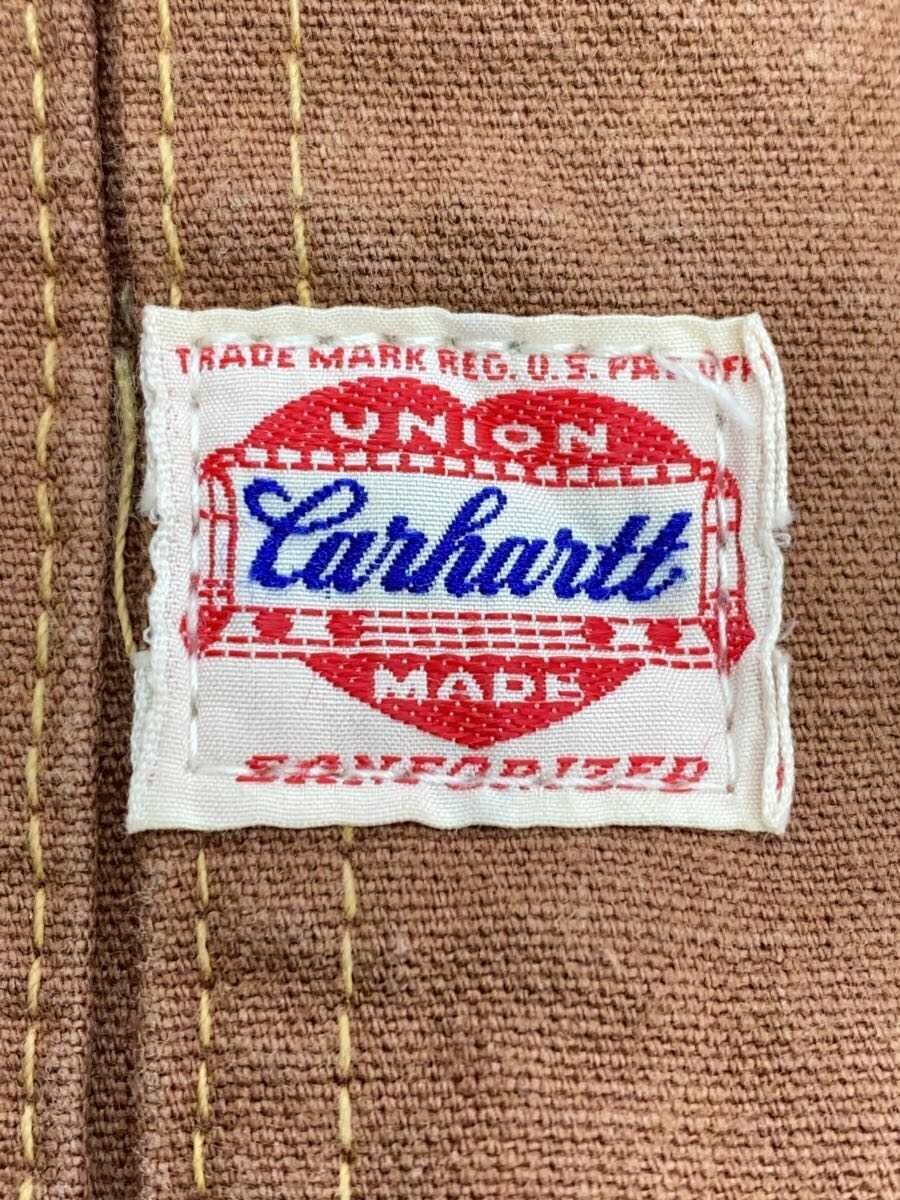 TRADE MARK REG. U.S. PAT OFF
UNION
Carhartt
MADE
SANFORIZED